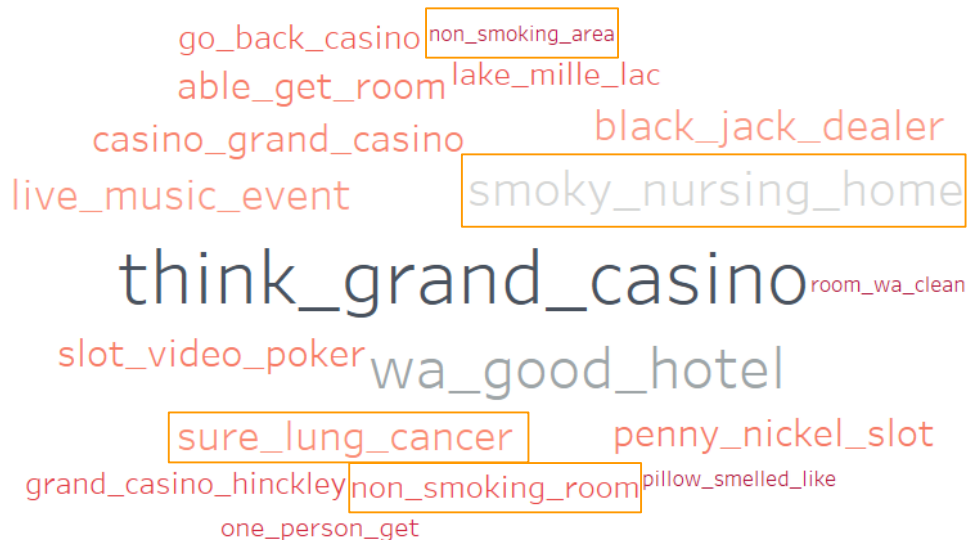 go_back_casino non_smoking_area
able_get_room lake_mille_lac
casino_grand_casino black_jack_dealer
live_music_event smoky_nursing_home
think_grand_casino room_wa_clean
slot_video_poker wa_good_hotel
sure_lung_cancer penny_nickel_slot
grand_casino_hinckley non_smoking_room pillow_smelled_like
one_person_get